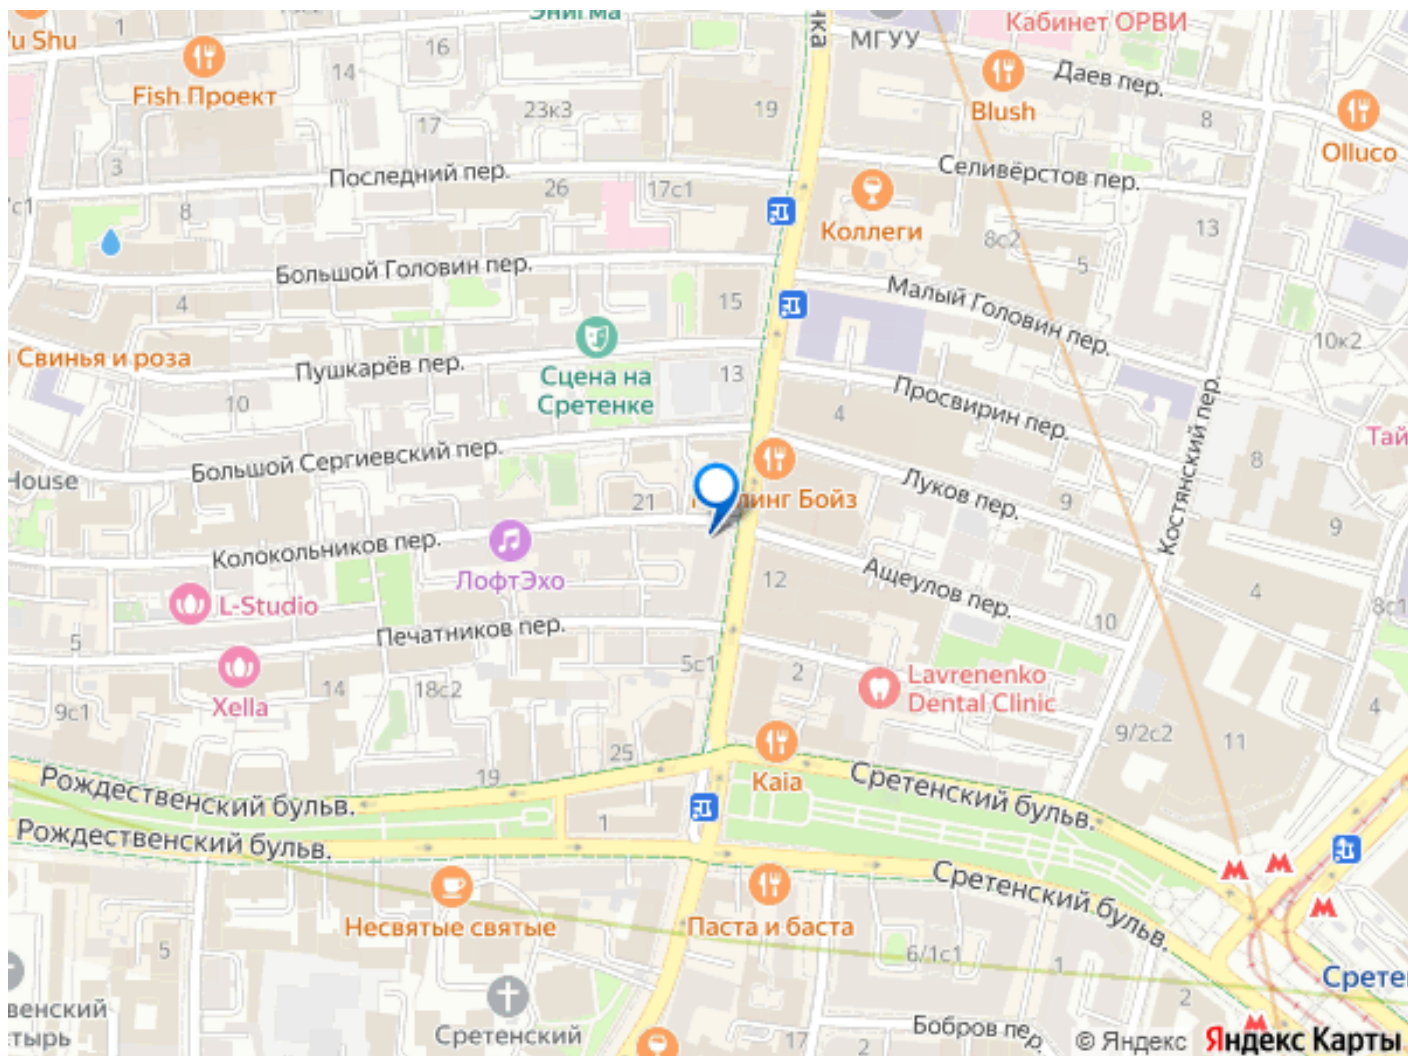 Энигма
Кабинет ОРВИ
1
МГУУ
16
14
Fish Проект
Даев пер.
Blush
23к3
19
17
8
Olluco
3
Последний пер.
26
17с1
Селивёрстов пер.
8
Коллеги
8с2
13
5
Большой Головин пер.
4
15
Малый Головин пер.
10к2
Свинья и роза
Пушкарёв пер.
Сцена на
Сретенке
13
Просвирин пер.
10
4
Костянский пер.
Большой Сергиевский пер.
8
House
Луков пер.
9
21
9
Колокольников пер.
ЛофтЭхо
Ащеулов пер.
12
4
L-Studio
8с1
10
5
Печатников пер.
5с1
2
Lavrenenko
Dental Clinic
Xella
14
18с2
9с1
4
9/2с2
11
25
19
Kaia
Рождественский бульв.
Сретенский бульв.
1
Рождественский бульв.
Сретенский бульв.
Несвятые святые
Паста и баста
5
6/1с1
1
2
Сретенский
17
2
Бобров пер.
© Яндекс
Яндекс Карты